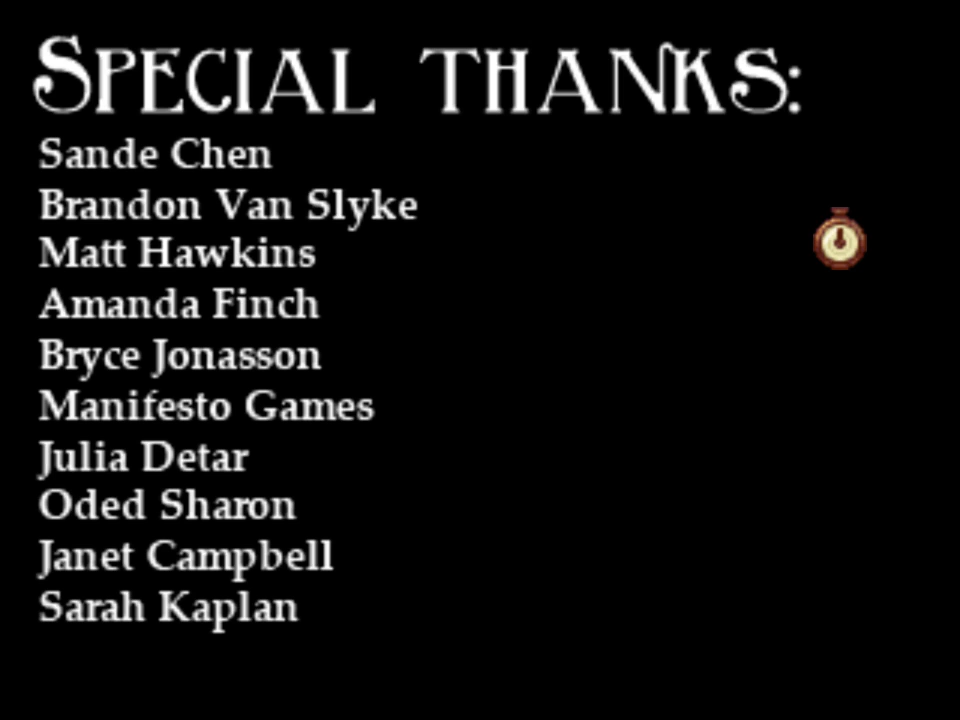 Special thanks:
Sande Chen
Brandon Van Slyke
Matt Hawkins
Amanda Finch
Bryce Jonasson
Manifesto Games
Julia Detar
Oded Sharon
Janet Campbell
Sarah Kaplan